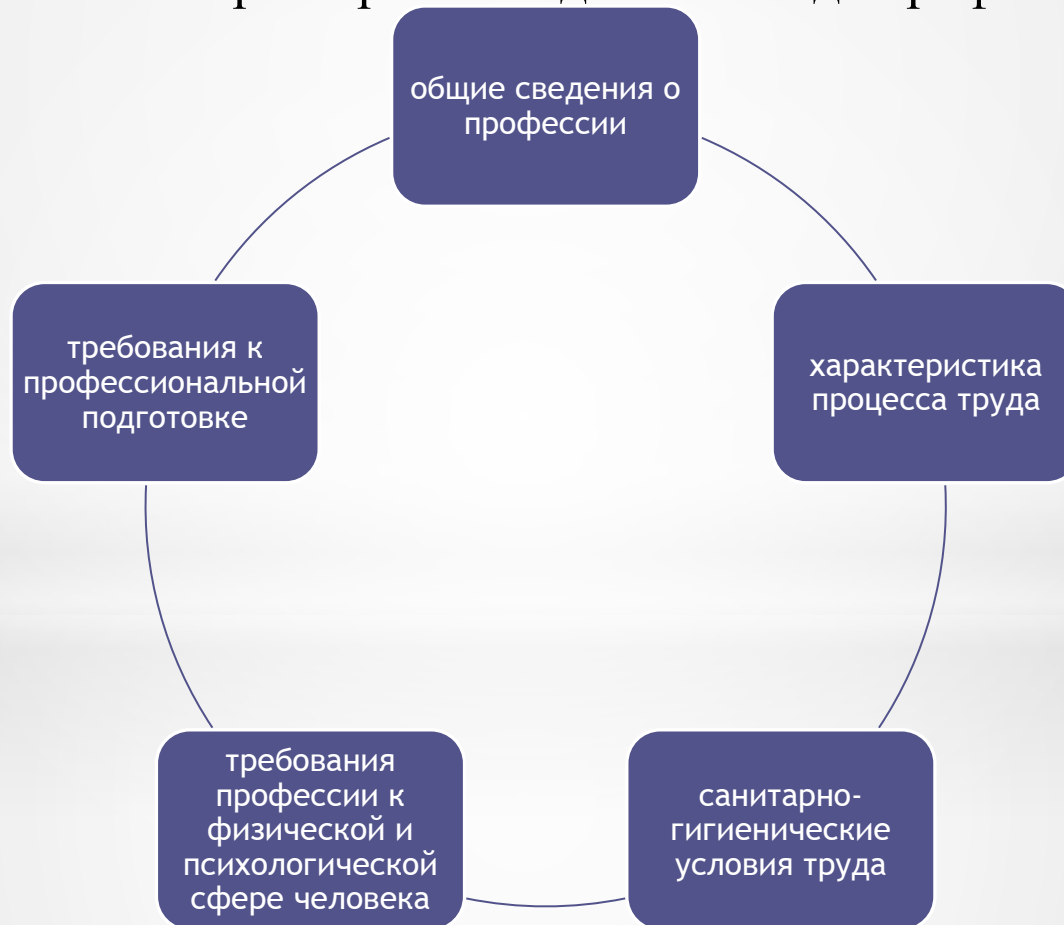 общие сведения о
профессии
характеристика
процесса труда
санитарно-
гигиенические
условия труда
требования
профессии к
физической и
психологической
сфере человека
требования к
профессиональной
подготовке